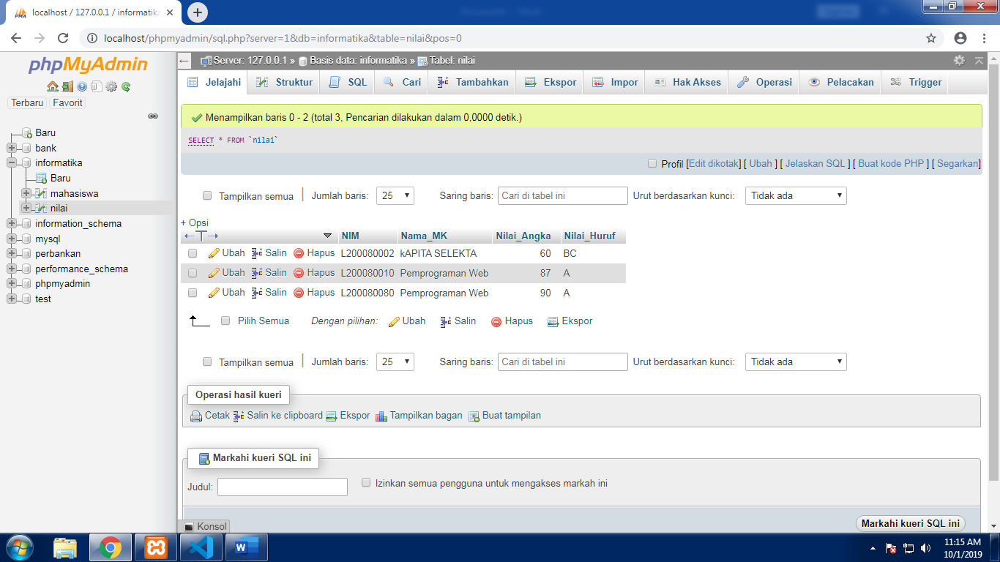 localhost / 127.0.0.1 / informatika
localhost/phpmyadmin/sql.php?server=1&db=informatika&table=nilai&pos=0
phpMyAdmin
Terbaru Favorit
Baru
bank
informatika
Baru
mahasiswa
nilai
information_schema
mysql
perbankan
performance_schema
phpmyadmin
test
Server: 127.0.0.1 » Basis data: informatika » Tabel: nilai
Jelajahi Struktur SQL Cari Tambahkan Ekspor Impor Hak Akses Operasi Pelacakan Trigger
Menampilkan baris 0 - 2 (total 3, Pencarian dilakukan dalam 0,0000 detik.)
SELECT * FROM `nilai`
Profil [Edit dikotak] [ Ubah ] [ Jelaskan SQL ] [ Buat kode PHP ] [ Segarkan]
Tampilkan semua | Jumlah baris: 25 Saring baris: Cari di tabel ini Urut berdasarkan kunci: Tidak ada
+ Opsi
←T→ NIM Nama_MK Nilai_Angka Nilai_Huruf
Ubah Salin Hapus L200080002 kAPITA SELEKTA 60 BC
Ubah Salin Hapus L200080010 Pemprograman Web 87 A
Ubah Salin Hapus L200080080 Pemprograman Web 90 A
Pilih Semua Dengan pilihan: Ubah Salin Hapus Ekspor
Tampilkan semua | Jumlah baris: 25 Saring baris: Cari di tabel ini Urut berdasarkan kunci: Tidak ada
Operasi hasil kueri
Cetak Salin ke clipboard Ekspor Tampilkan bagan Buat tampilan
Markahi kueri SQL ini
Judul: Izinkan semua pengguna untuk mengakses markah ini
Konsol
Markahi kueri SQL ini
11:15 AM
10/1/2019